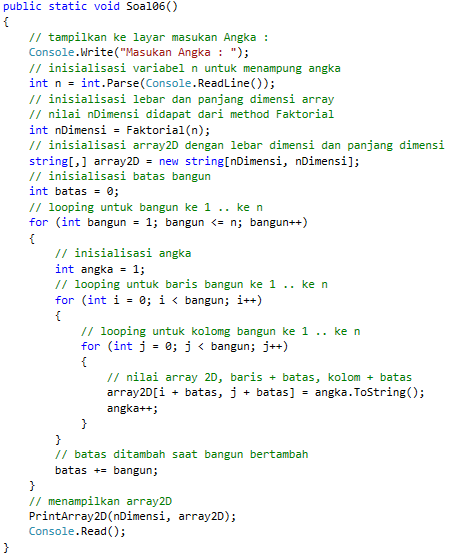 public static void Soal06()
{
    // tampilkan ke layar masukan Angka :
    Console.Write("Masukan Angka : ");
    // inisialisasi variabel n untuk menampung angka
    int n = int.Parse(Console.ReadLine());
    // inisialisasi lebar dan panjang dimensi array
    // nilai nDimensi didapat dari method Faktorial
    int nDimensi = Faktorial(n);
    // inisialisasi array2D dengan lebar dimensi dan panjang dimensi
    string[,] array2D = new string[nDimensi, nDimensi];
    // inisialisasi batas bangun
    int batas = 0;
    // looping untuk bangun ke 1 .. ke n
    for (int bangun = 1; bangun <= n; bangun++)
    {
        // inisialisasi angka
        int angka = 1;
        // looping untuk baris bangun ke 1 .. ke n
        for (int i = 0; i < bangun; i++)
        {
            // looping untuk kolomg bangun ke 1 .. ke n
            for (int j = 0; j < bangun; j++)
            {
                // nilai array 2D, baris + batas, kolom + batas
                array2D[i + batas, j + batas] = angka.ToString();
                angka++;
            }
        }
        // batas ditambah saat bangun bertambah
        batas += bangun;
    }
    // menampilkan array2D
    PrintArray2D(nDimensi, array2D);
    Console.Read();
}